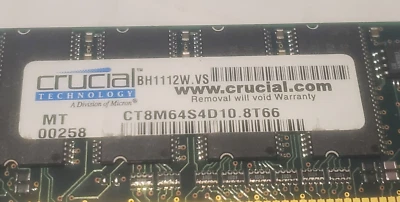 crucial BH1112W.VS
TECHNOLOGY www.crucial.com
A Division of Micron Removal will void Warranty
MT CT8M64S4D10.8T66
00258